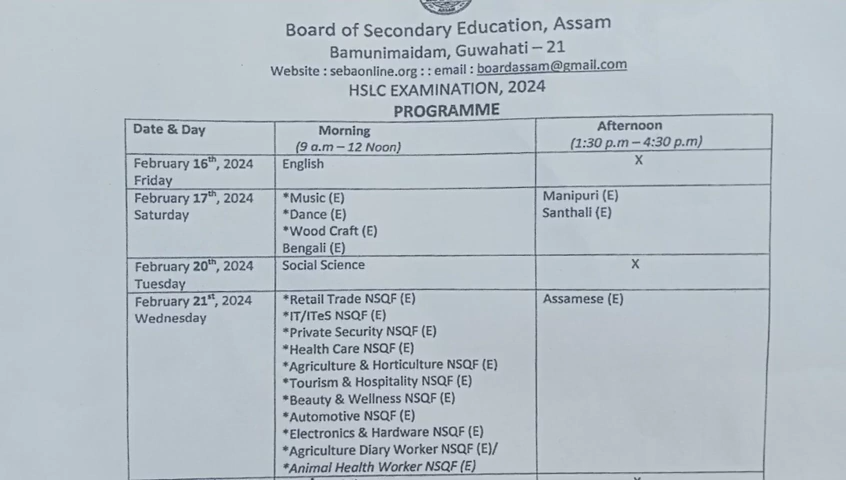 Board of Secondary Education, Assam
Bamunimaidam, Guwahati – 21
Website : sebaonline.org : : email : boardassam@gmail.com
HSLC EXAMINATION, 2024
PROGRAMME
Date & Day Morning Afternoon
(9 a.m – 12 Noon) (1:30 p.m – 4:30 p.m)
February 16th, 2024 English X
Friday
February 17th, 2024 *Music (E) Manipuri (E)
Saturday *Dance (E) Santhali (E)
*Wood Craft (E)
Bengali (E)
February 20th, 2024 Social Science X
Tuesday
February 21st, 2024 *Retail Trade NSQF (E) Assamese (E)
Wednesday *IT/ITeS NSQF (E)
*Private Security NSQF (E)
*Health Care NSQF (E)
*Agriculture & Horticulture NSQF (E)
*Tourism & Hospitality NSQF (E)
*Beauty & Wellness NSQF (E)
*Automotive NSQF (E)
*Electronics & Hardware NSQF (E)
*Agriculture Diary Worker NSQF (E)/
*Animal Health Worker NSQF (E)